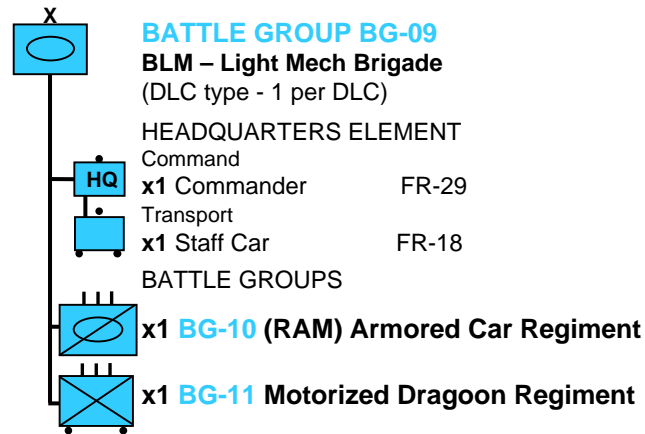 X
BATTLE GROUP BG-09
BLM – Light Mech Brigade
(DLC type - 1 per DLC)
HEADQUARTERS ELEMENT
Command
HQ
x1 Commander FR-29
Transport
x1 Staff Car FR-18
BATTLE GROUPS
x1 BG-10 (RAM) Armored Car Regiment
x1 BG-11 Motorized Dragoon Regiment